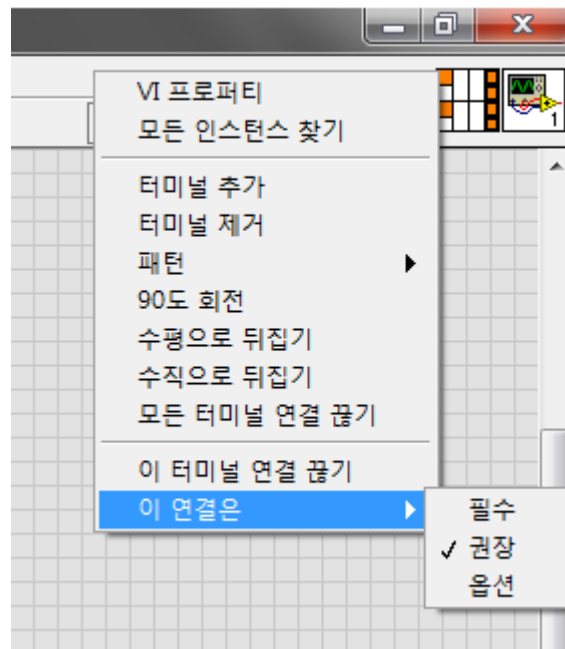 VI 프로퍼티
모든 인스턴스 찾기
터미널 추가
터미널 제거
패턴
90도 회전
수평으로 뒤집기
수직으로 뒤집기
모든 터미널 연결 끊기
이 터미널 연결 끊기
이 연결은
필수
권장
옵션
1